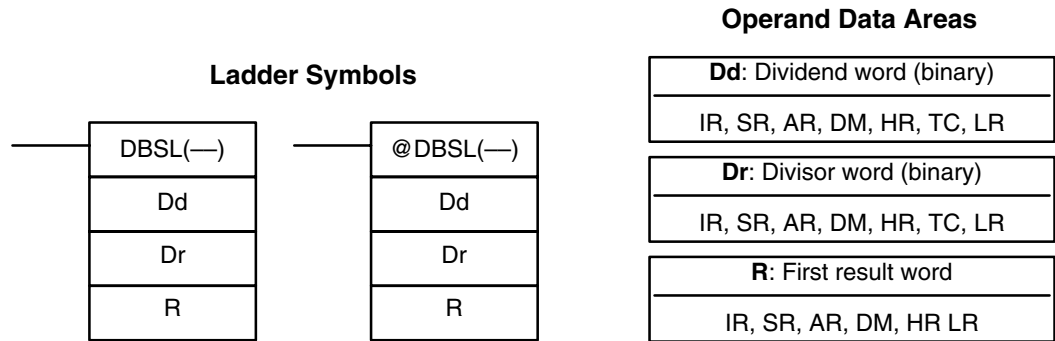 Ladder Symbols
DBSL(––)
Dd
Dr
R
@DBSL(––)
Dd
Dr
R
Operand Data Areas
Dd: Dividend word (binary)
IR, SR, AR, DM, HR, TC, LR
Dr: Divisor word (binary)
IR, SR, AR, DM, HR, TC, LR
R: First result word
IR, SR, AR, DM, HR LR